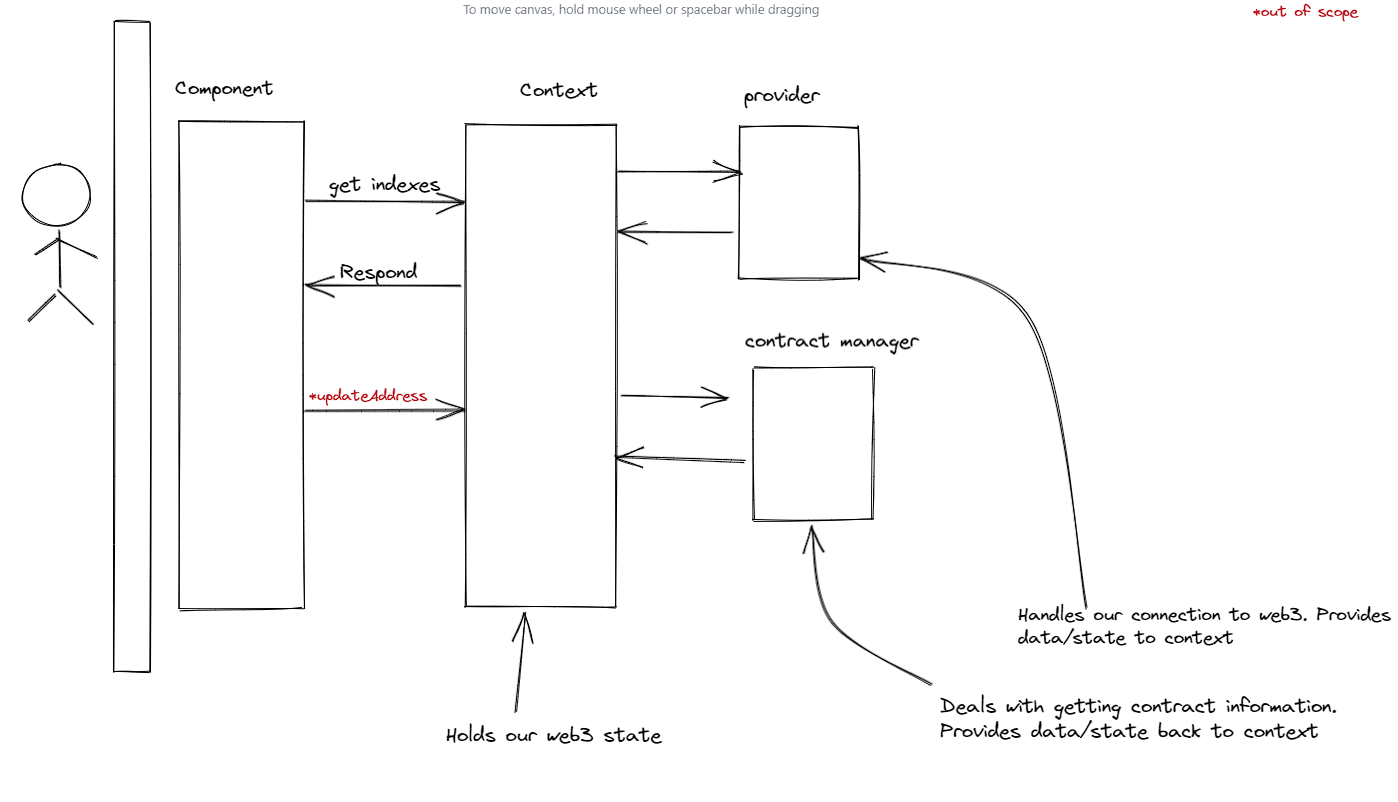 To move canvas, hold mouse wheel or spacebar while dragging
*out of scope
Component
Context
provider
get indexes
Respond
contract manager
*updateAddress
Handles our connection to web3. Provides
data/state to context
Deals with getting contract information.
Provides data/state back to context
Holds our web3 state